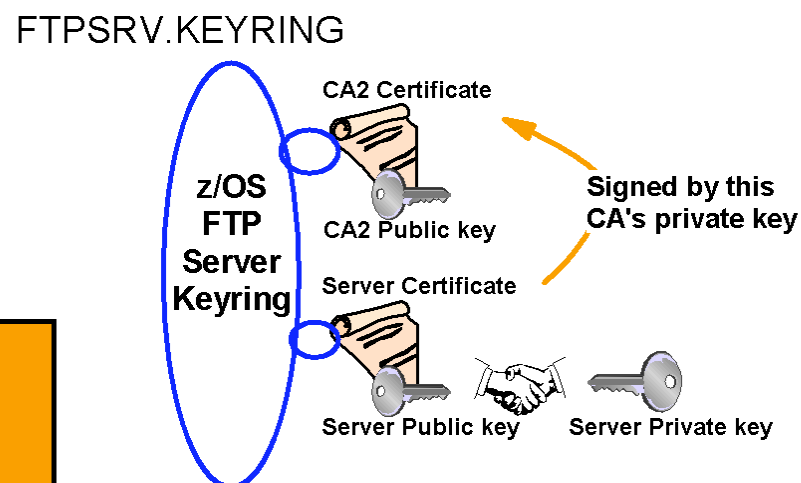 FTPSRV.KEYRING
CA2 Certificate
z/OS
FTP
Server
Keyring
CA2 Public key
Signed by this
CA's private key
Server Certificate
Server Public key
Server Private key